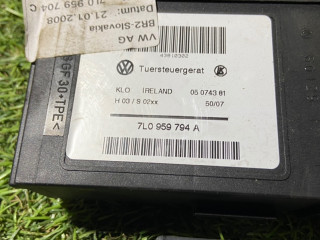 VW AG
BR2-Slovakia
Datum: 21.01.2008
7L0 959 704 C
Tuersteuergerat
KLO IRELAND 05 0743 81
H 03 / S 02xx 50/07
7L0 959 794 A
GF30+TPE<